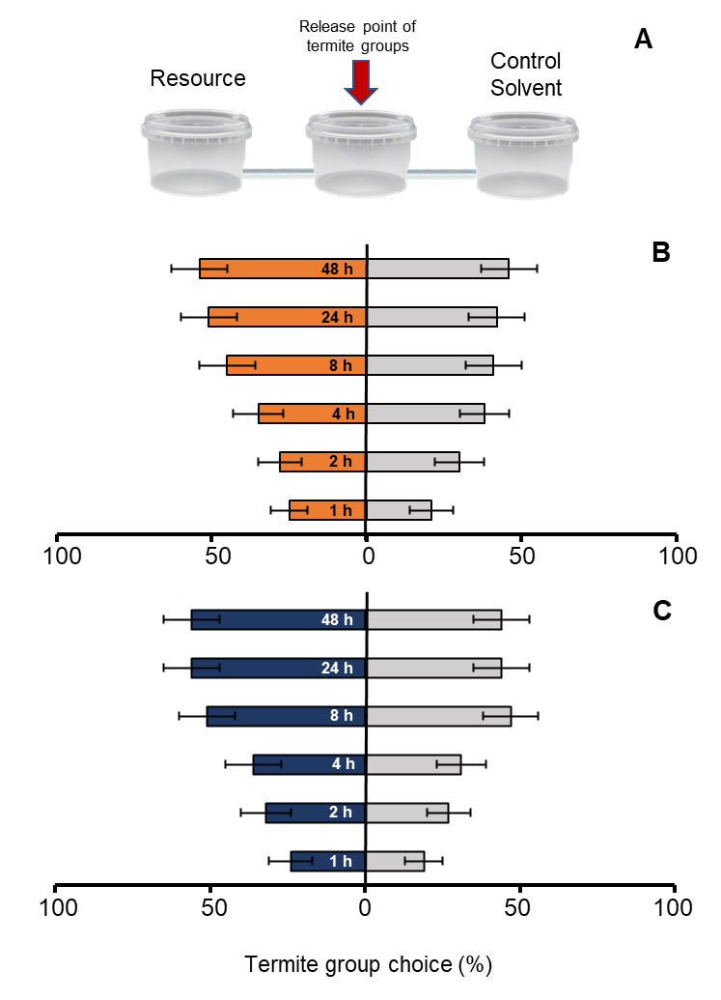 Release point of
termite groups
A
Resource
Control
Solvent
B
48 h
24 h
8 h
4 h
2 h
1 h
100 50 0 50 100
C
48 h
24 h
8 h
4 h
2 h
1 h
100 50 0 50 100
Termite group choice (%)